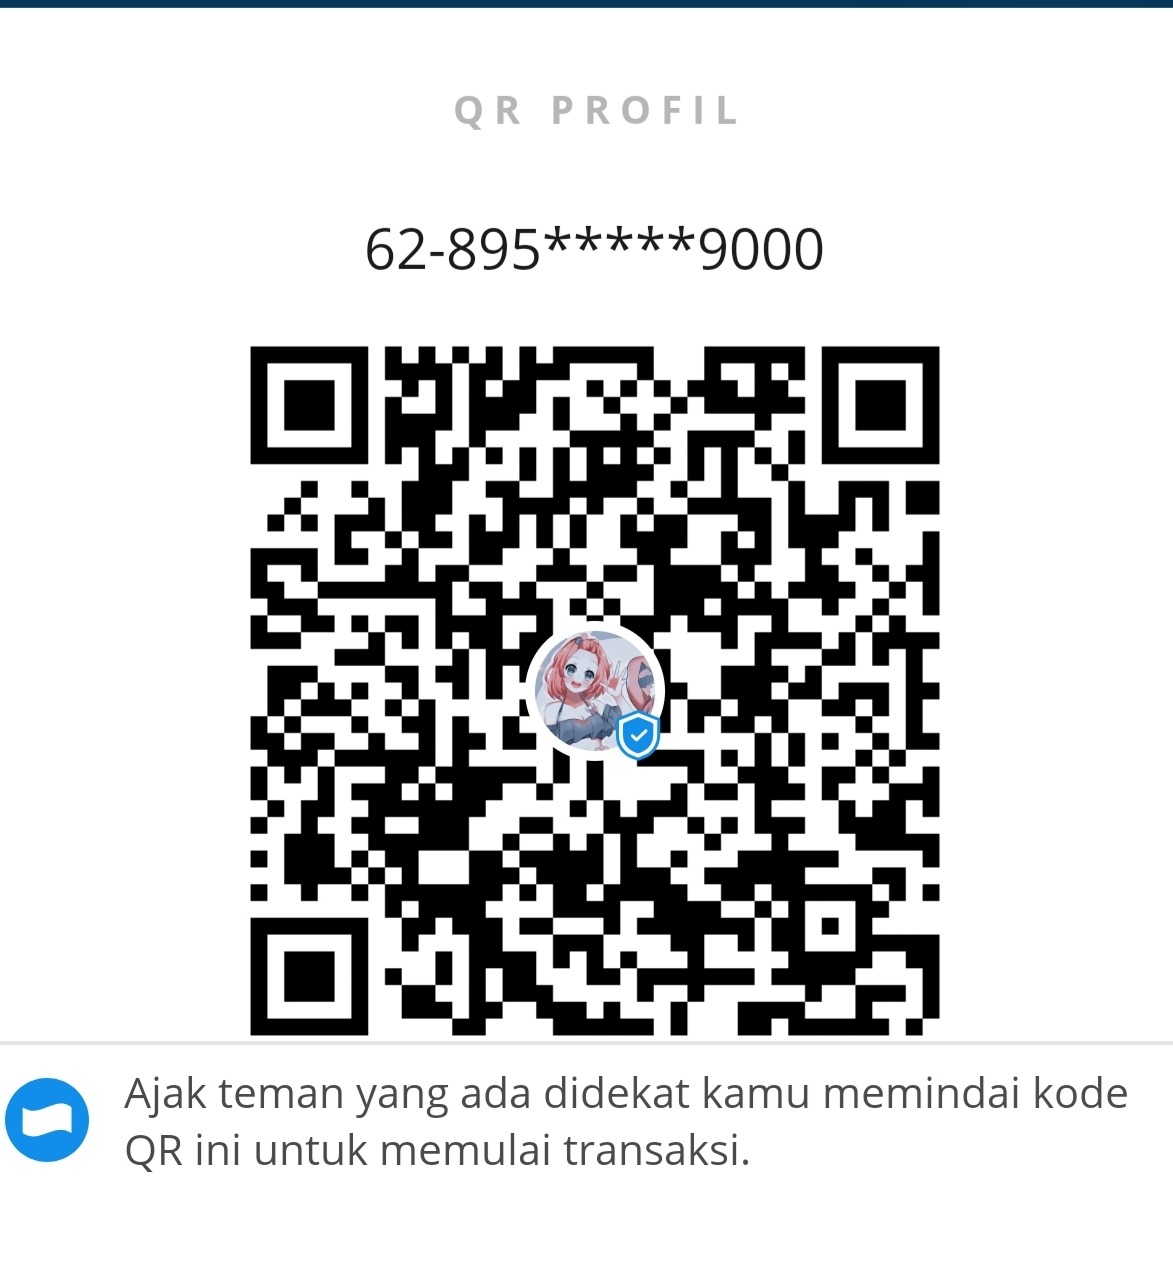 QR PROFIL
62-895*****9000
Ajak teman yang ada didekat kamu memindai kode
QR ini untuk memulai transaksi.